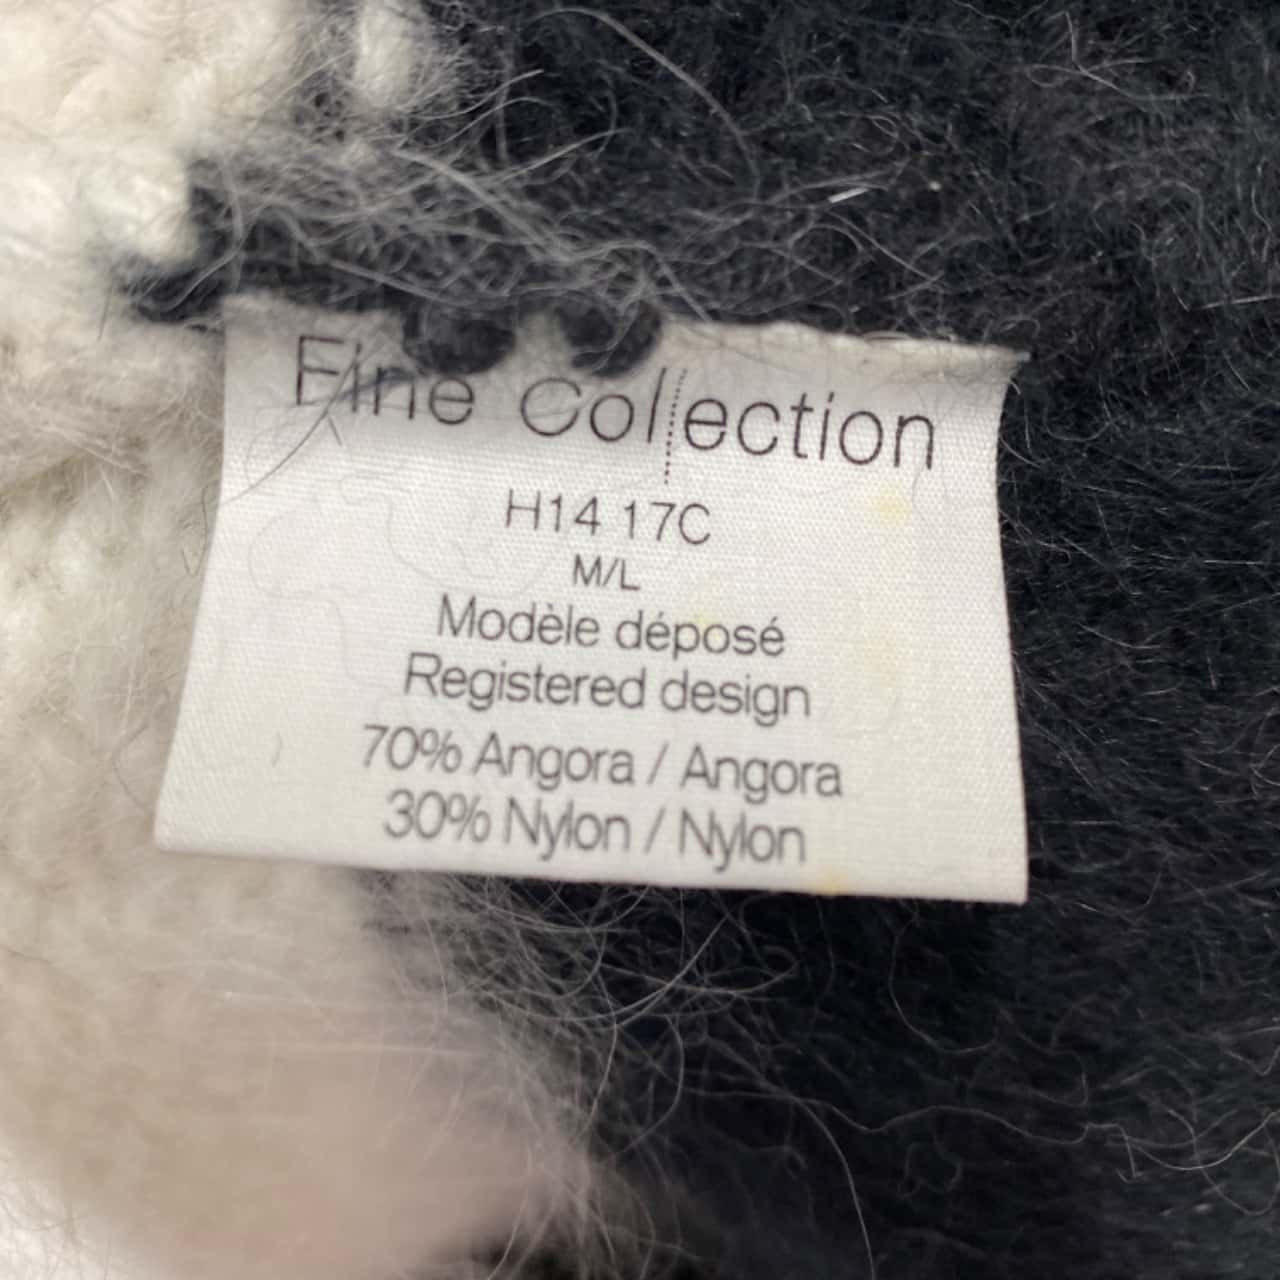 Fine Collection
H14 17C
M/L
Modèle déposé
Registered design
70% Angora / Angora
30% Nylon / Nylon